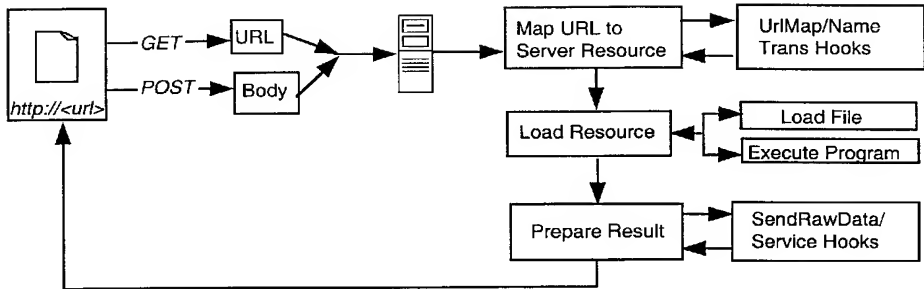 GET
URL
POST
Body
http://<url>
Map URL to
Server Resource
UrlMap/Name
Trans Hooks
Load Resource
Load File
Execute Program
Prepare Result
SendRawData/
Service Hooks